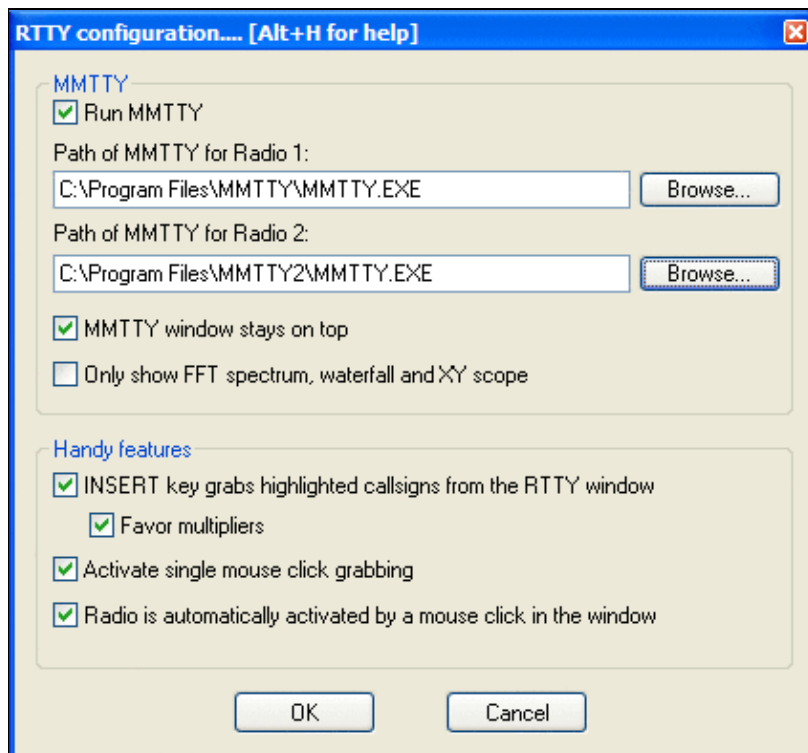 RTTY configuration.... [Alt+H for help]
MMTTY
Run MMTTY
Path of MMTTY for Radio 1:
C:\Program Files\MMTTY\MMTTY.EXE
Browse...
Path of MMTTY for Radio 2:
C:\Program Files\MMTTY2\MMTTY.EXE
Browse...
MMTTY window stays on top
Only show FFT spectrum, waterfall and XY scope
Handy features
INSERT key grabs highlighted callsigns from the RTTY window
Favor multipliers
Activate single mouse click grabbing
Radio is automatically activated by a mouse click in the window
OK
Cancel